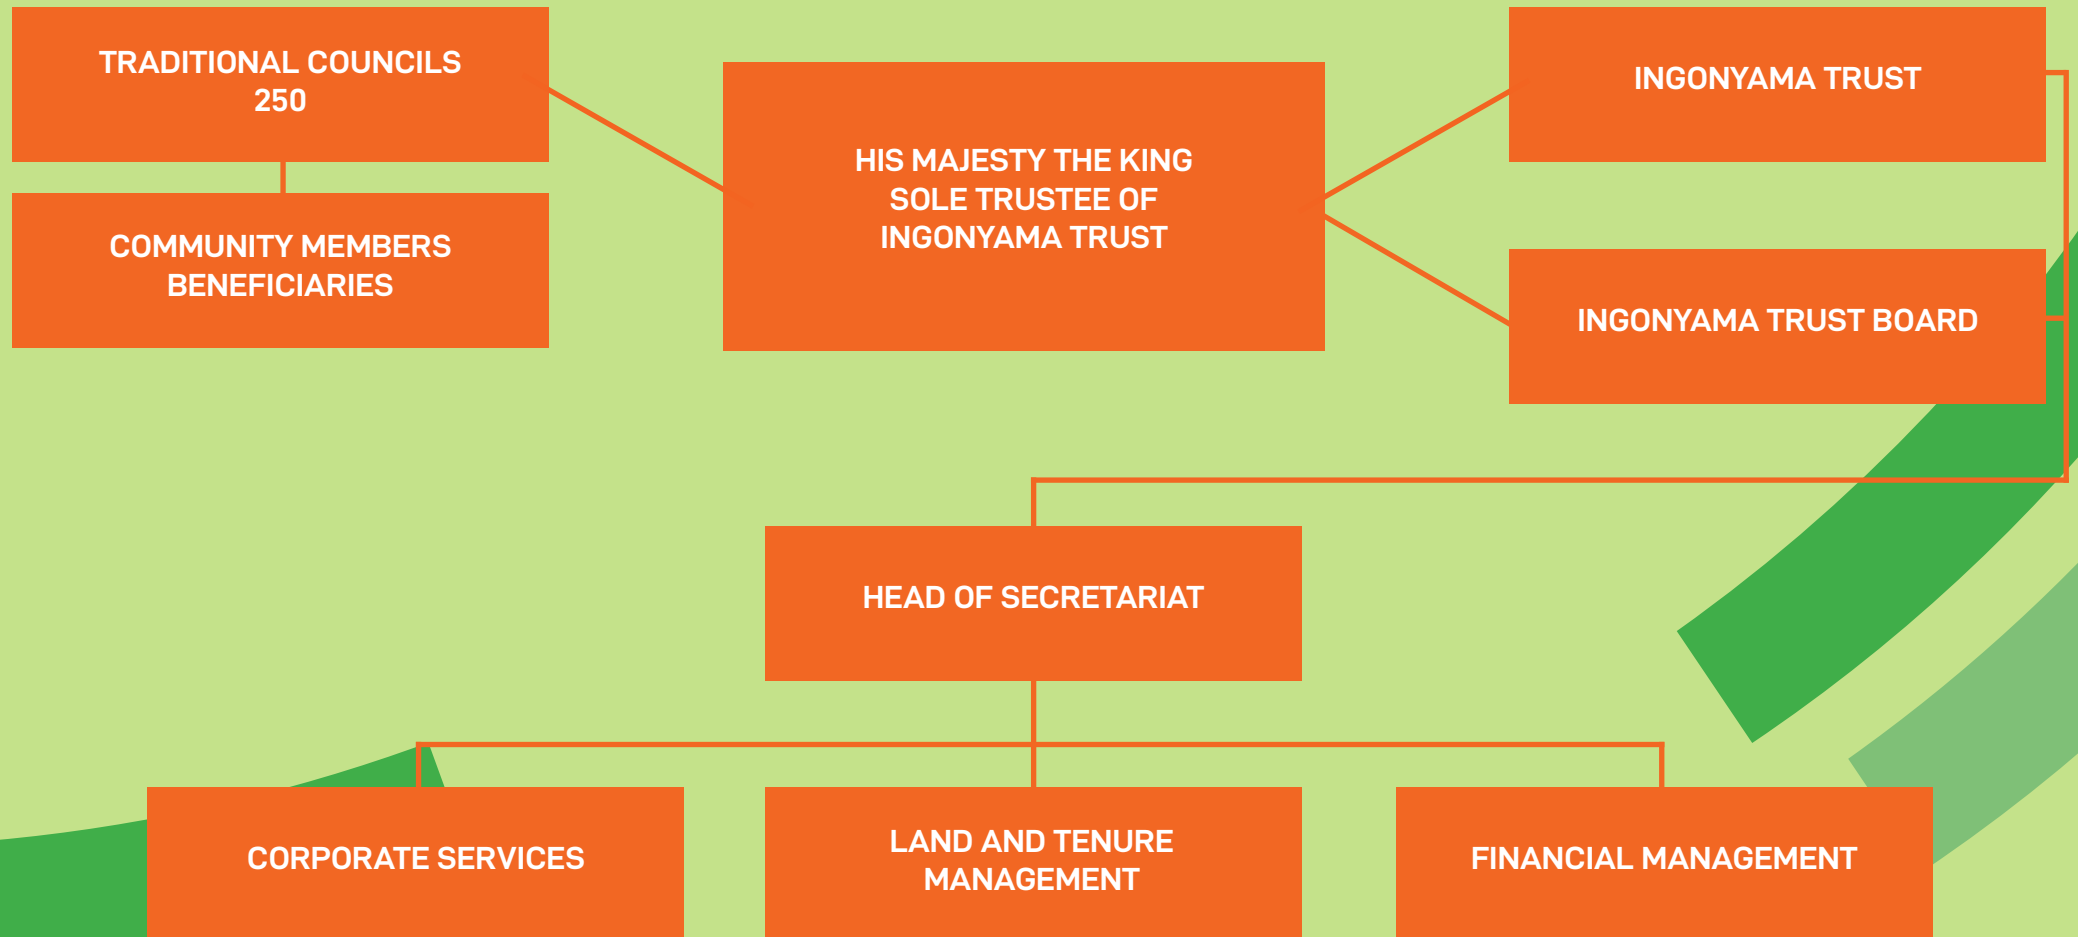 TRADITIONAL COUNCILS
250
COMMUNITY MEMBERS
BENEFICIARIES
HIS MAJESTY THE KING
SOLE TRUSTEE OF
INGONYAMA TRUST
INGONYAMA TRUST
INGONYAMA TRUST BOARD
HEAD OF SECRETARIAT
CORPORATE SERVICES
LAND AND TENURE
MANAGEMENT
FINANCIAL MANAGEMENT